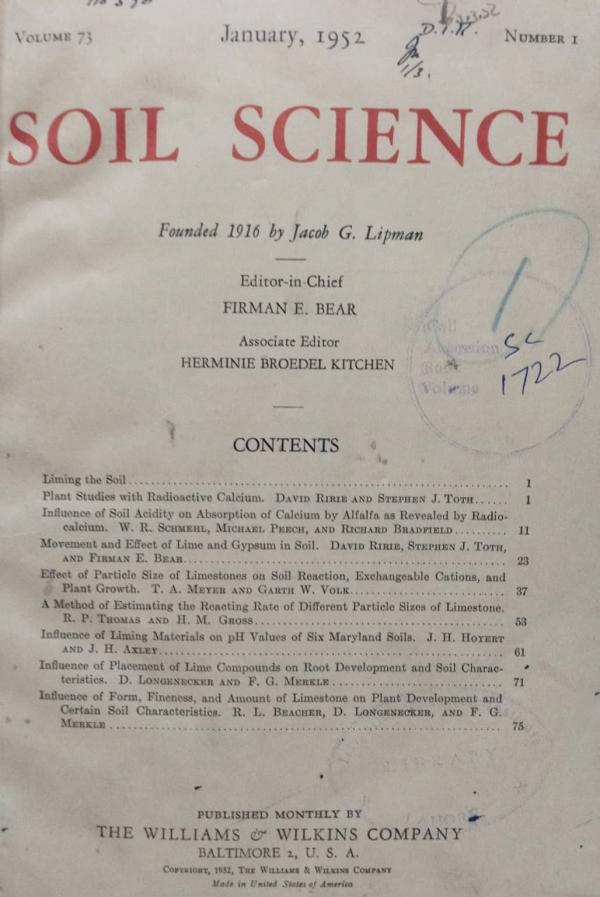 VOLUME 73 January, 1952 NUMBER 1
D.I.H.
1/3.
SOIL SCIENCE
Founded 1916 by Jacob G. Lipman
Editor-in-Chief
FIRMAN E. BEAR
Associate Editor
HERMINIE BROEDEL KITCHEN
Call
Accession
Book
Volume
SC
1722
CONTENTS
Liming the Soil 1
Plant Studies with Radioactive Calcium. DAVID RIRIE AND STEPHEN J. TOTH 1
Influence of Soil Acidity on Absorption of Calcium by Alfalfa as Revealed by Radio-
calcium. W. R. SCHMEHL, MICHAEL PEECH, AND RICHARD BRADFIELD 11
Movement and Effect of Lime and Gypsum in Soil. DAVID RIRIE, STEPHEN J. TOTH,
AND FIRMAN E. BEAR 23
Effect of Particle Size of Limestones on Soil Reaction, Exchangeable Cations, and
Plant Growth. T. A. MEYER AND GARTH W. VOLK 37
A Method of Estimating the Reacting Rate of Different Particle Sizes of Limestone.
R. P. THOMAS AND H. M. GROSS 53
Influence of Liming Materials on pH Values of Six Maryland Soils. J. H. HOYERT
AND J. H. AXLEY 61
Influence of Placement of Lime Compounds on Root Development and Soil Charac-
teristics. D. LONGENECKER AND F. G. MERKLE 71
Influence of Form, Fineness, and Amount of Limestone on Plant Development and
Certain Soil Characteristics. R. L. BEACHER, D. LONGENECKER, AND F. G.
MERKLE 75
PUBLISHED MONTHLY BY
THE WILLIAMS & WILKINS COMPANY
BALTIMORE 2, U. S. A.
COPYRIGHT, 1952, THE WILLIAMS & WILKINS COMPANY
Made in United States of America